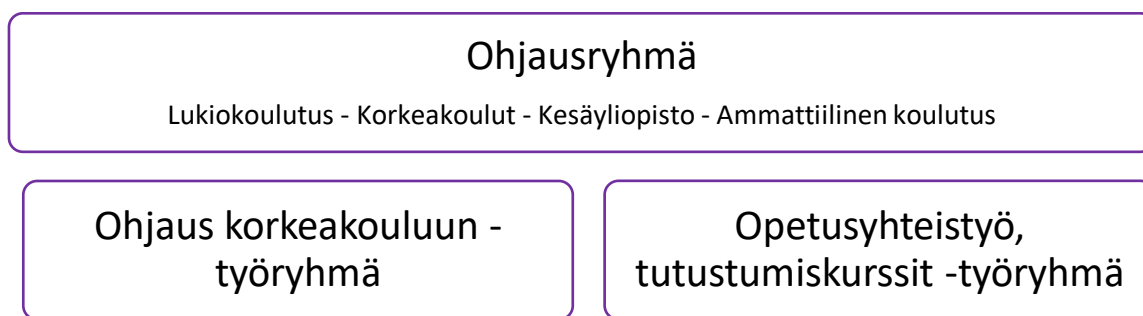 Ohjausryhmä
Lukiokoulutus - Korkeakoulut - Kesäyliopisto - Ammattiilinen koulutus
Ohjaus korkeakouluun -
työryhmä
Opetusyhteistyö,
tutustumiskurssit -työryhmä